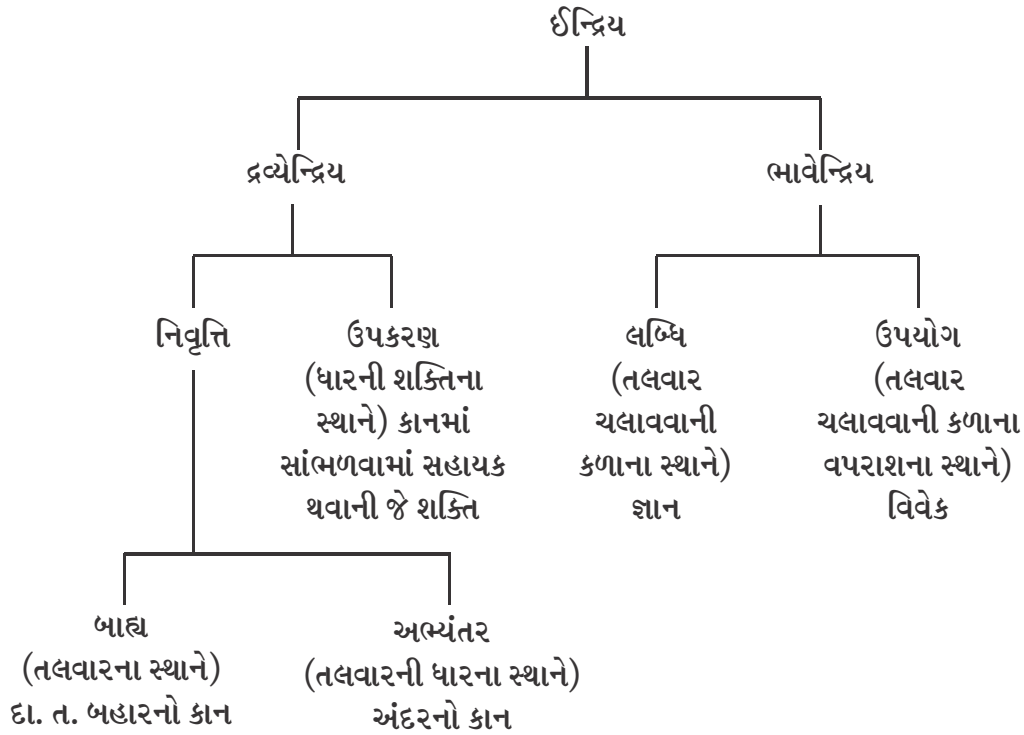 ઈન્દ્રિય
દ્રવ્યેન્દ્રિય
ભાવેન્દ્રિય
નિવૃત્તિ
ઉપકરણ
(ધારની શક્તિના
સ્થાને) કાનમાં
સાંભળવામાં સહાયક
થવાની જે શક્તિ
લબ્ધિ
(તલવાર
ચલાવવાની
કળાના સ્થાને)
જ્ઞાન
ઉપયોગ
(તલવાર
ચલાવવાની કળાના
વપરાશના સ્થાને)
વિવેક
બાહ્ય
(તલવારના સ્થાને)
દા. ત. બહારનો કાન
અભ્યંતર
(તલવારની ધારના સ્થાને)
અંદરનો કાન